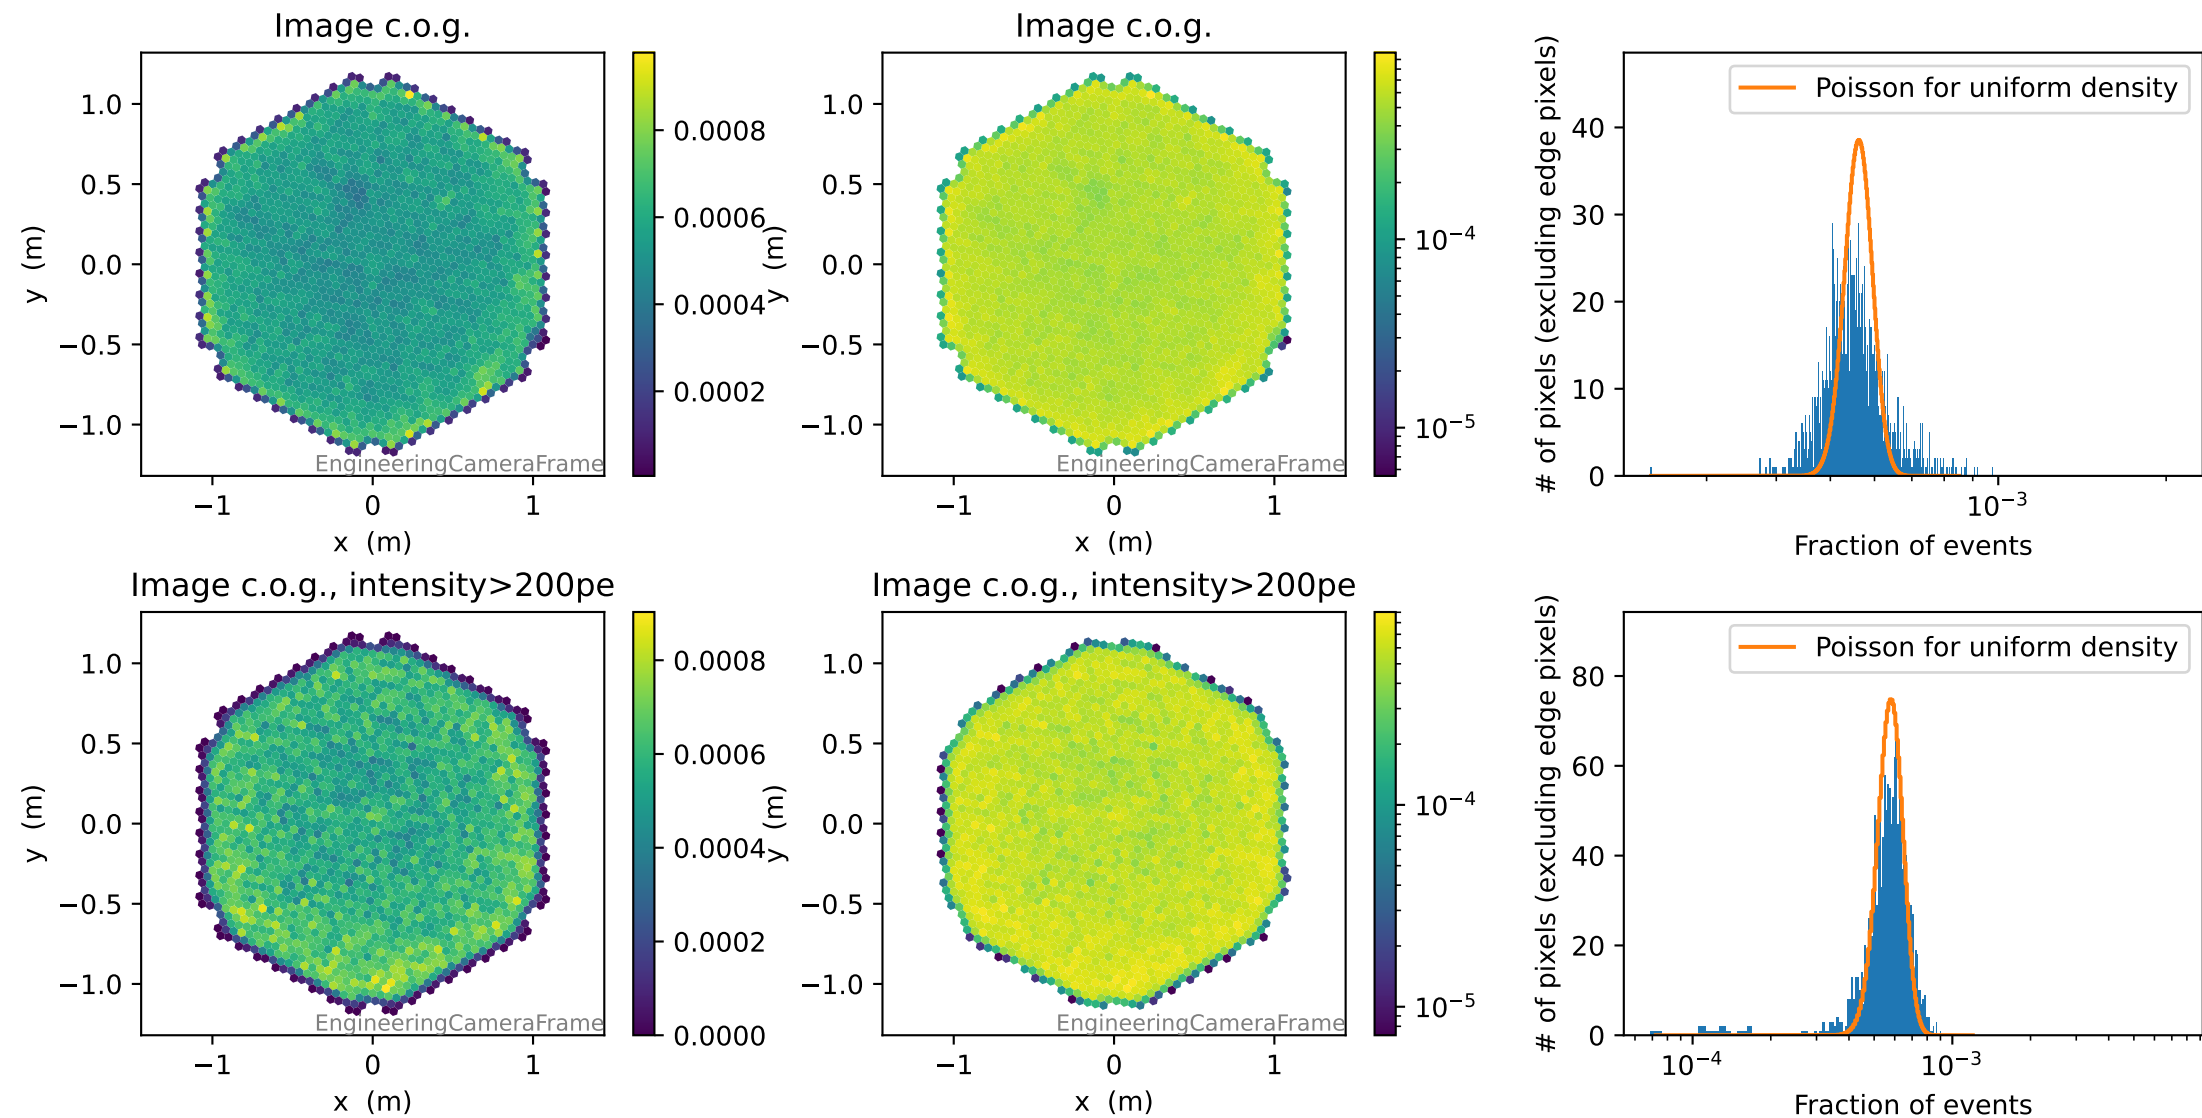 Image c.o.g.
1.0
0.5
0.0
−0.5
−1.0
y (m)
−1
0
1
x (m)
EngineeringCameraFrame
0.0008
0.0006
0.0004
0.0002
Image c.o.g.
1.0
0.5
0.0
−0.5
−1.0
y (m)
−1
0
1
x (m)
EngineeringCameraFrame
10⁻⁴
10⁻⁵
Poisson for uniform density
# of pixels (excluding edge pixels)
40
30
20
10
0
10⁻³
Fraction of events
Image c.o.g., intensity>200pe
1.0
0.5
0.0
−0.5
−1.0
y (m)
−1
0
1
x (m)
EngineeringCameraFrame
0.0008
0.0006
0.0004
0.0002
0.0000
Image c.o.g., intensity>200pe
1.0
0.5
0.0
−0.5
−1.0
y (m)
−1
0
1
x (m)
EngineeringCameraFrame
10⁻⁴
10⁻⁵
Poisson for uniform density
# of pixels (excluding edge pixels)
80
60
40
20
0
10⁻⁴
10⁻³
Fraction of events